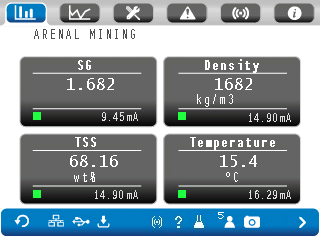 ARENAL MINING
SG
1.682
9.45mA
Density
1682
kg/m3
14.90mA
TSS
68.16
wt%
14.90mA
Temperature
15.4
°C
16.29mA
? 5